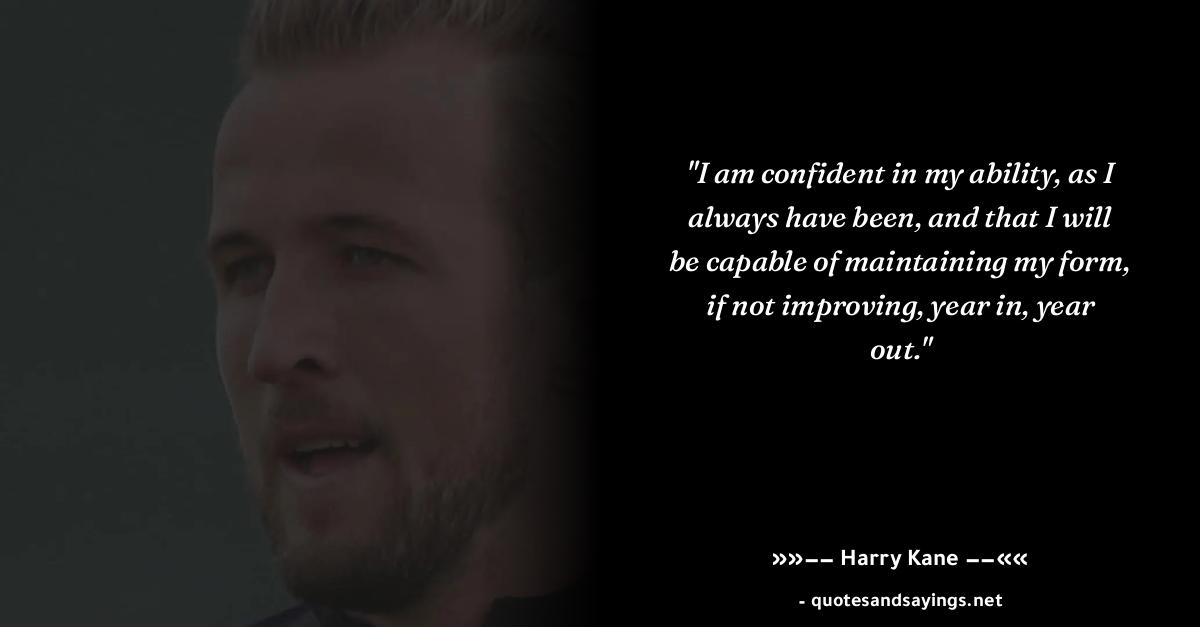 "I am confident in my ability, as I
always have been, and that I will
be capable of maintaining my form,
if not improving, year in, year
out."
»»—— Harry Kane ——««
- quotesandsayings.net